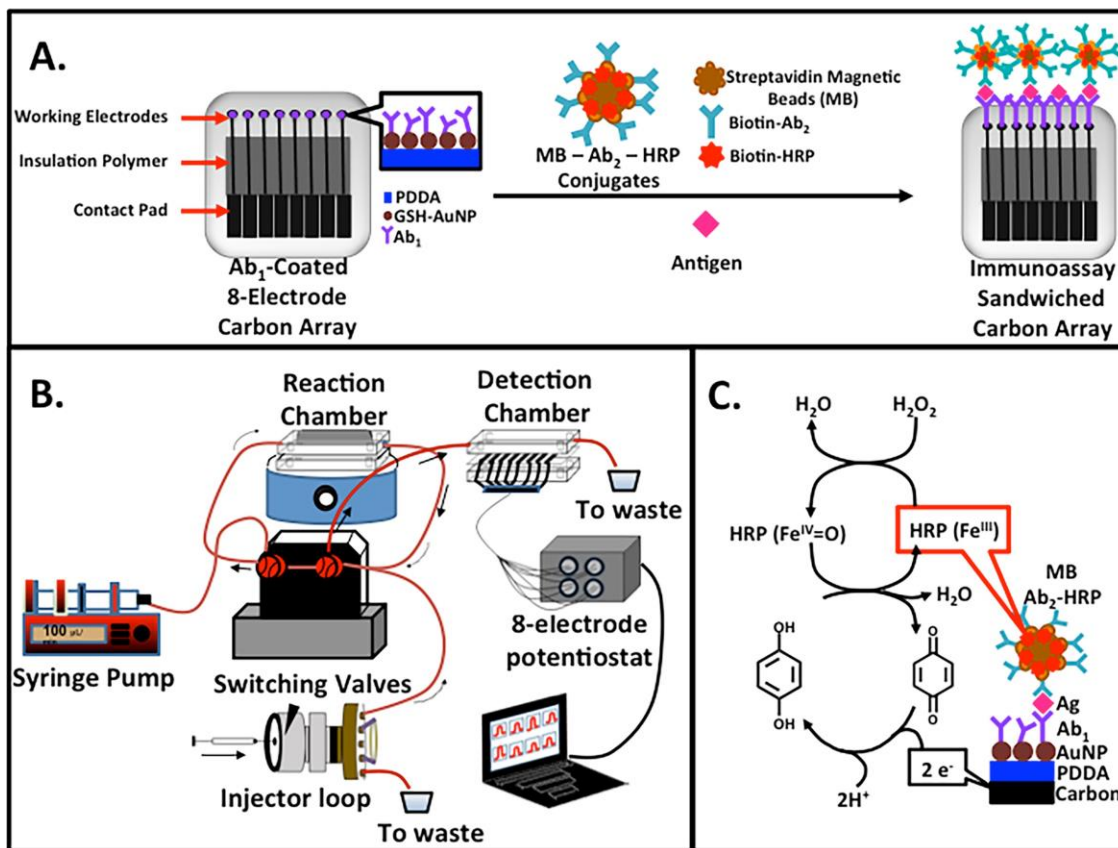 A.
Working Electrodes
Insulation Polymer
Contact Pad
PDDA
GSH-AuNP
Ab₁
Ab₁-Coated
8-Electrode
Carbon Array
MB – Ab₂ – HRP
Conjugates
Streptavidin Magnetic
Beads (MB)
Biotin-Ab₂
Biotin-HRP
Antigen
Immunoassay
Sandwiched
Carbon Array
B.
Reaction
Chamber
Detection
Chamber
To waste
8-electrode
potentiostat
100 µL/
Syringe Pump
Switching Valves
Injector loop
To waste
C.
H₂O
H₂O₂
HRP (Feᴵⱽ=O)
HRP (Feᴵᴵᴵ)
H₂O
MB
Ab₂-HRP
OH
OH
O
O
Ag
Ab₁
AuNP
PDDA
Carbon
2 e⁻
2H⁺